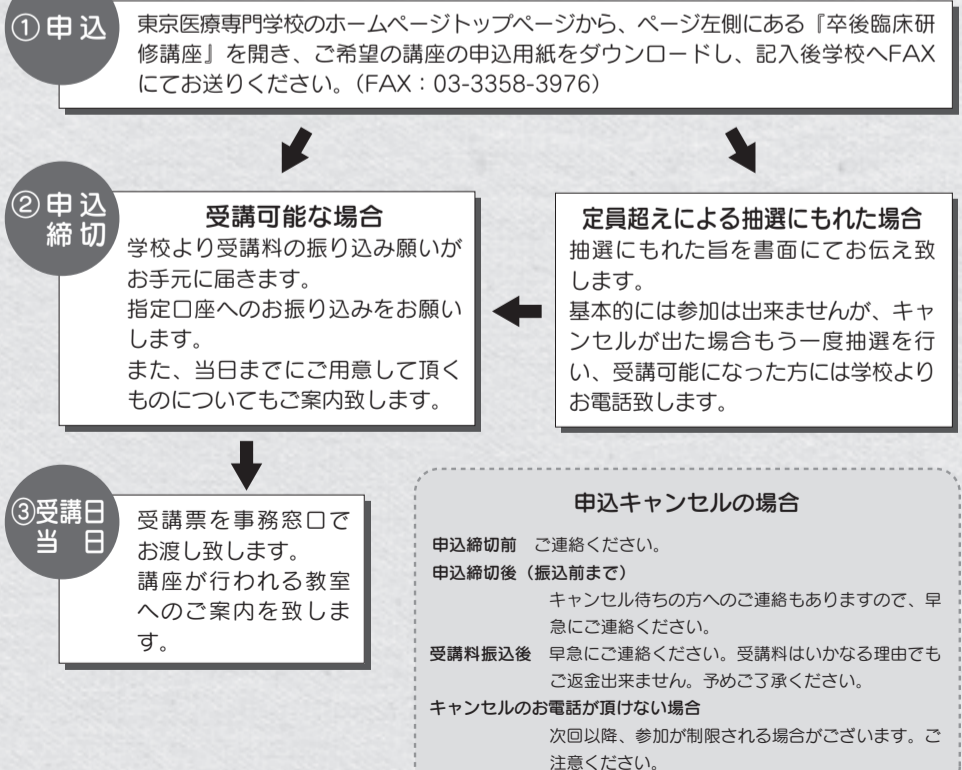 ①申込
東京医療専門学校のホームページトップページから、ページ左側にある『卒後臨床研
修講座』を開き、ご希望の講座の申込用紙をダウンロードし、記入後学校へFAX
にてお送りください。（FAX：03-3358-3976）
②申込
締切
受講可能な場合
学校より受講料の振り込み願いが
お手元に届きます。
指定口座へのお振り込みをお願い
します。
また、当日までにご用意して頂く
ものについてもご案内致します。
定員超えによる抽選にもれた場合
抽選にもれた旨を書面にてお伝え致
します。
基本的には参加は出来ませんが、キャ
ンセルが出た場合もう一度抽選を行
い、受講可能になった方には学校より
お電話致します。
③受講日
当日
受講票を事務窓口で
お渡し致します。
講座が行われる教室
へのご案内を致しま
す。
申込キャンセルの場合
申込締切前 ご連絡ください。
申込締切後（振込前まで）
キャンセル待ちの方へのご連絡もありますので、早
急にご連絡ください。
受講料振込後 早急にご連絡ください。受講料はいかなる理由でも
ご返金出来ません。予めご了承ください。
キャンセルのお電話が頂けない場合
次回以降、参加が制限される場合がございます。ご
注意ください。